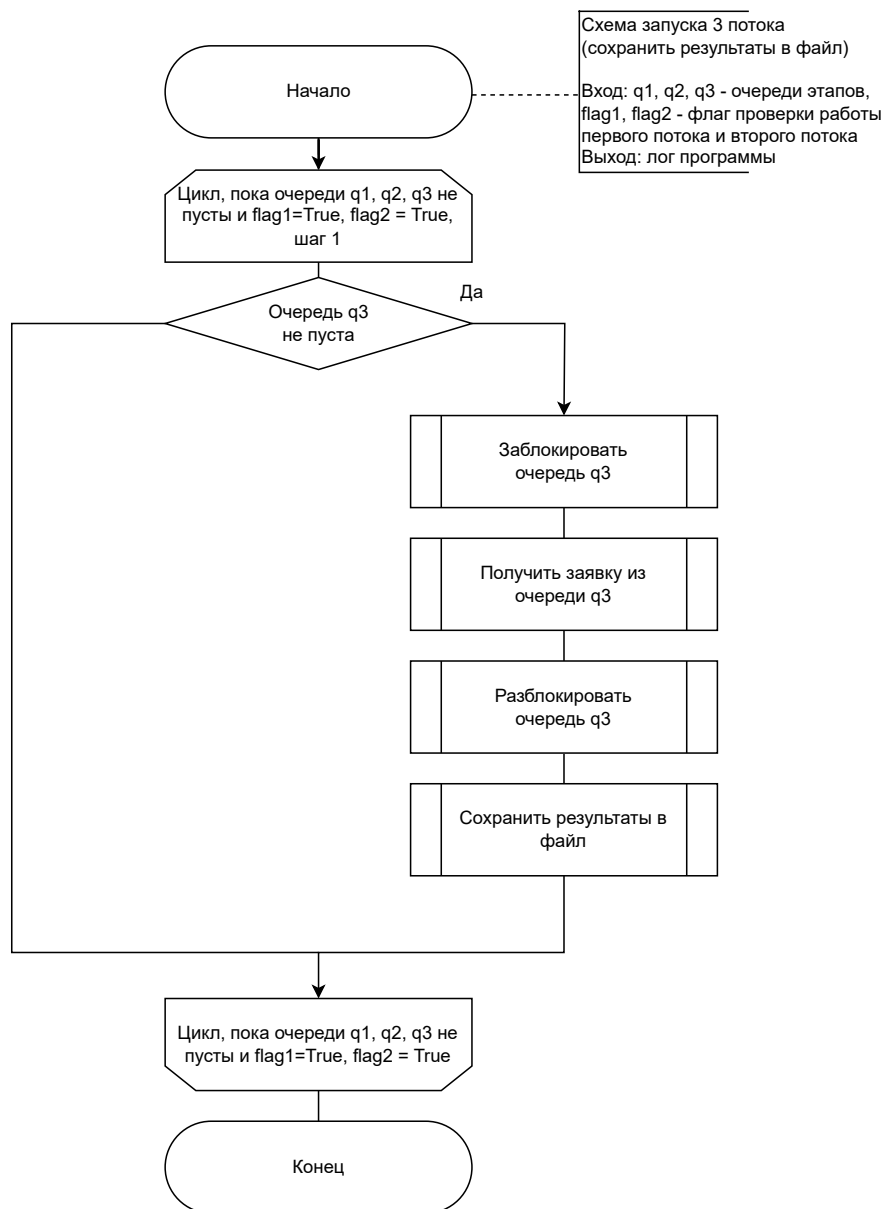 Схема запуска 3 потока
(сохранить результаты в файл)
Вход: q1, q2, q3 - очереди этапов,
flag1, flag2 - флаг проверки работы
первого потока и второго потока
Выход: лог программы
Начало
Цикл, пока очереди q1, q2, q3 не
пусты и flag1=True, flag2 = True,
шаг 1
Да
Очередь q3
не пуста
Заблокировать
очередь q3
Получить заявку из
очереди q3
Разблокировать
очередь q3
Сохранить результаты в
файл
Цикл, пока очереди q1, q2, q3 не
пусты и flag1=True, flag2 = True
Конец